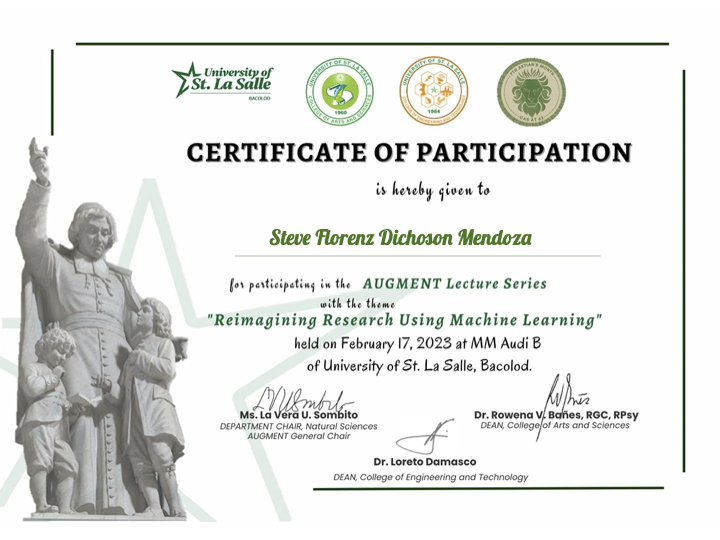 University of
St. La Salle
BACOLOD
UNIVERSITY OF ST. LA SALLE
COLLEGE OF ARTS AND SCIENCES
1960
UNIVERSITY OF ST. LA SALLE
COLLEGE OF ENGINEERING AND TECHNOLOGY
1984
CERTIFICATE OF PARTICIPATION
is hereby given to
Steve Florenz Dichoson Mendoza
for participating in the AUGMENT Lecture Series
with the theme
"Reimagining Research Using Machine Learning"
held on February 17, 2023 at MM Audi B
of University of St. La Salle, Bacolod.
Ms. La Vera U. Sombito
DEPARTMENT CHAIR, Natural Sciences
AUGMENT General Chair
Dr. Rowena V. Bañes, RGC, RPsy
DEAN, College of Arts and Sciences
Dr. Loreto Damasco
DEAN, College of Engineering and Technology